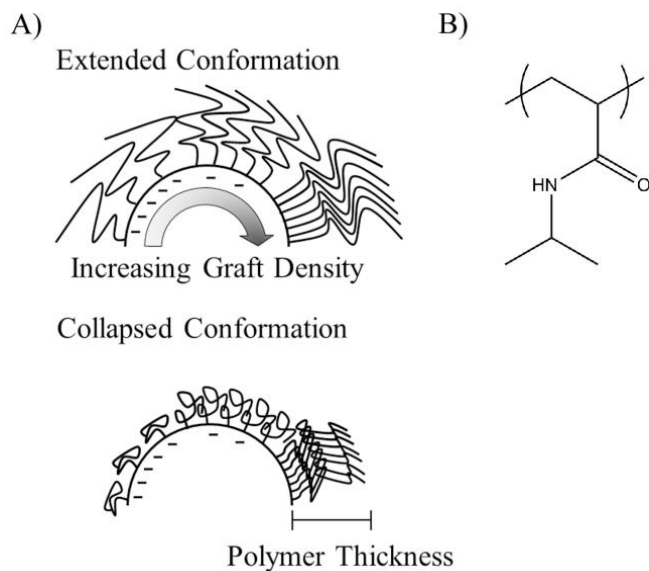 A)
Extended Conformation
Increasing Graft Density
Collapsed Conformation
Polymer Thickness
B)
HN
O